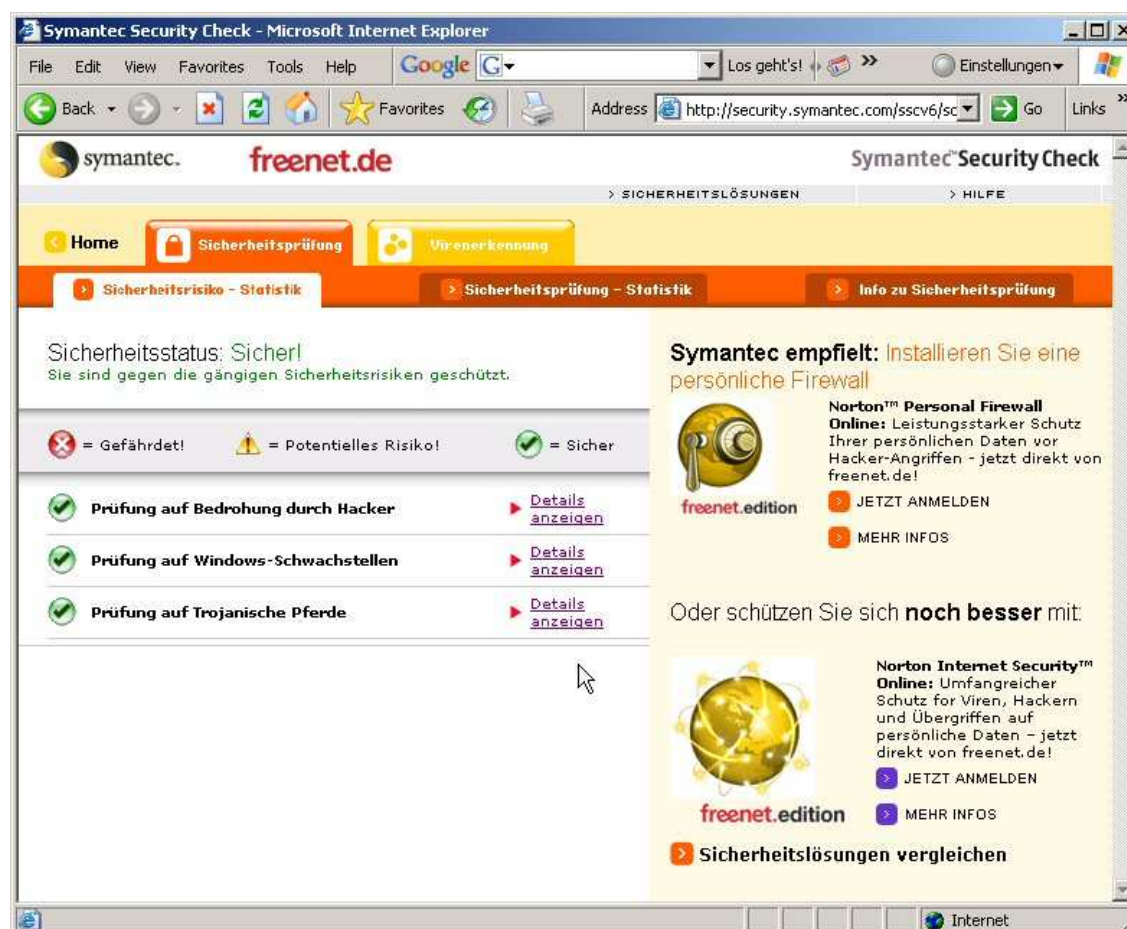 Symantec Security Check - Microsoft Internet Explorer
File Edit View Favorites Tools Help Google G Los geht's! » Einstellungen
Back Favorites Address http://security.symantec.com/sscv6/sc Go Links »
symantec. freenet.de Symantec™Security Check
> SICHERHEITSLÖSUNGEN > HILFE
Home Sicherheitsprüfung Virenerkennung
Sicherheitsrisiko - Statistik Sicherheitsprüfung - Statistik Info zu Sicherheitsprüfung
Sicherheitsstatus: Sicher!
Sie sind gegen die gängigen Sicherheitsrisiken geschützt.
= Gefährdet! = Potentielles Risiko! = Sicher
Prüfung auf Bedrohung durch Hacker
Details
anzeigen
Prüfung auf Windows-Schwachstellen
Details
anzeigen
Prüfung auf Trojanische Pferde
Details
anzeigen
Symantec empfielt: Installieren Sie eine
persönliche Firewall
Norton™ Personal Firewall
Online: Leistungsstarker Schutz
Ihrer persönlichen Daten vor
Hacker-Angriffen - jetzt direkt von
freenet.de!
freenet.edition
JETZT ANMELDEN
MEHR INFOS
Oder schützen Sie sich noch besser mit:
Norton Internet Security™
Online: Umfangreicher
Schutz for Viren, Hackern
und Übergriffen auf
persönliche Daten – jetzt
direkt von freenet.de!
JETZT ANMELDEN
freenet.edition
MEHR INFOS
Sicherheitslösungen vergleichen
Internet